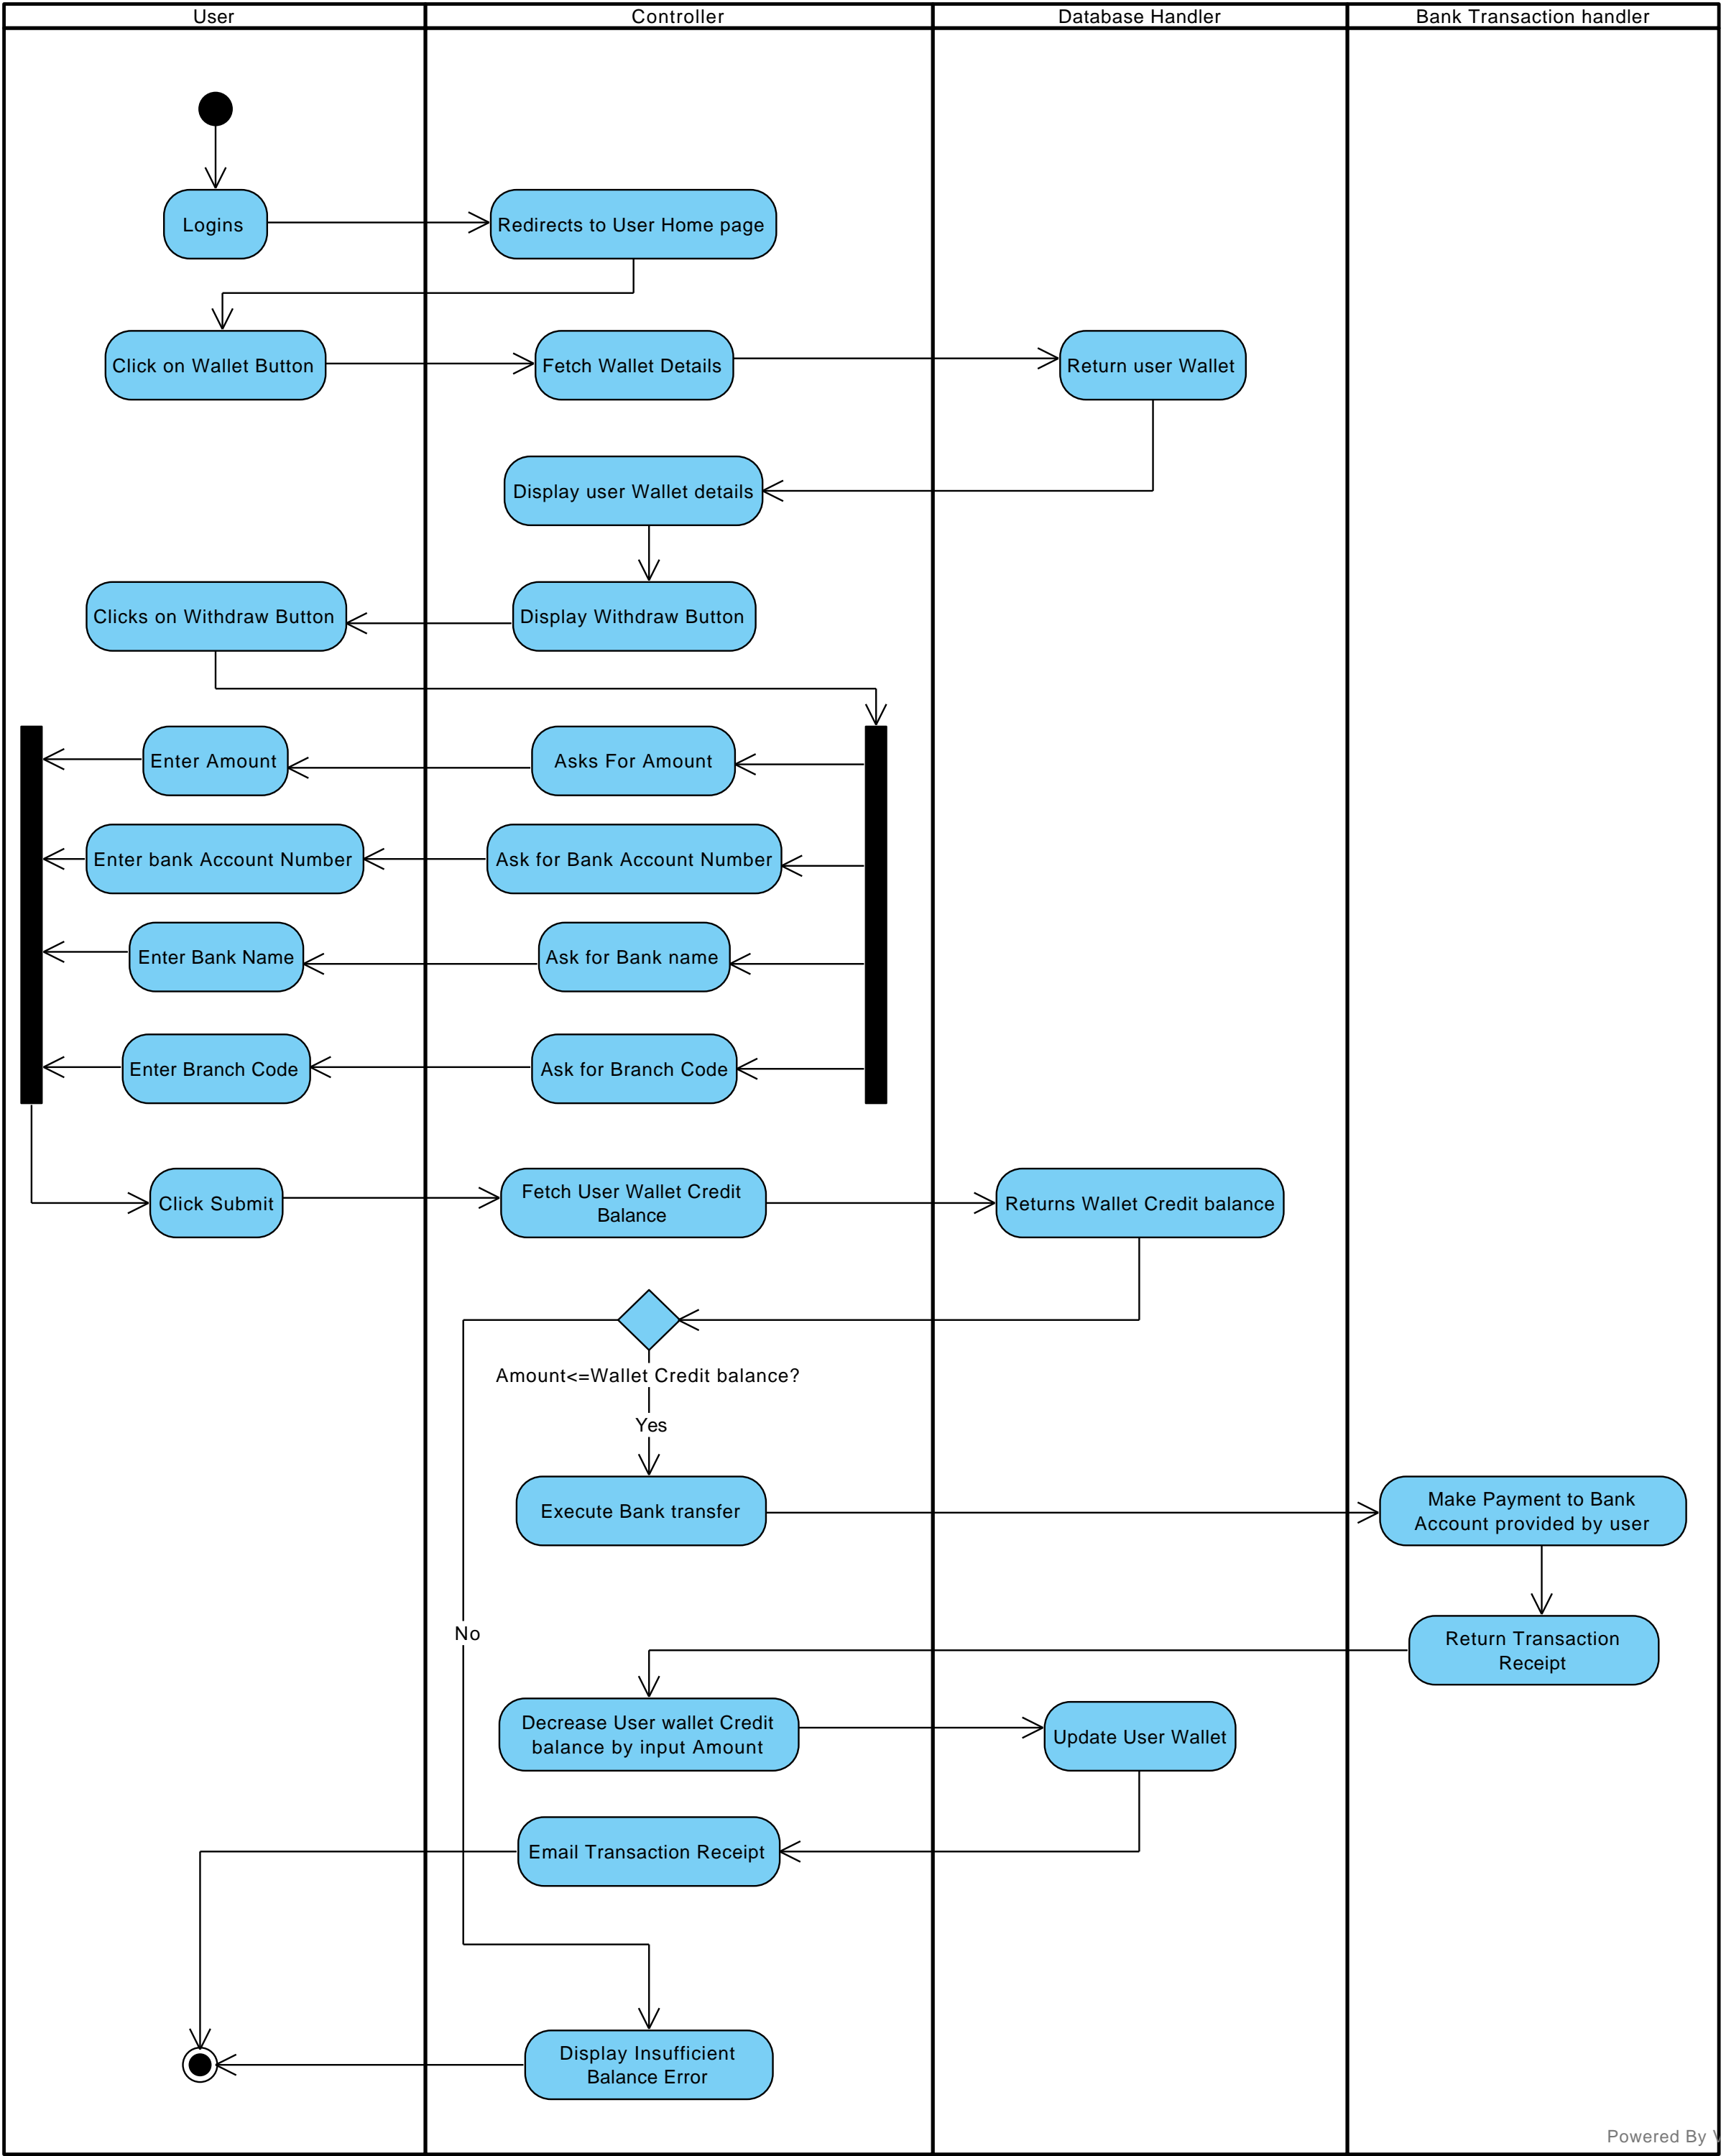 User
Controller
Database Handler
Bank Transaction handler
Logins
Redirects to User Home page
Click on Wallet Button
Fetch Wallet Details
Return user Wallet
Display user Wallet details
Clicks on Withdraw Button
Display Withdraw Button
Enter Amount
Asks For Amount
Enter bank Account Number
Ask for Bank Account Number
Enter Bank Name
Ask for Bank name
Enter Branch Code
Ask for Branch Code
Click Submit
Fetch User Wallet Credit
Balance
Returns Wallet Credit balance
Amount<=Wallet Credit balance?
Yes
Execute Bank transfer
Make Payment to Bank
Account provided by user
No
Return Transaction
Receipt
Decrease User wallet Credit
balance by input Amount
Update User Wallet
Email Transaction Receipt
Display Insufficient
Balance Error
Powered By